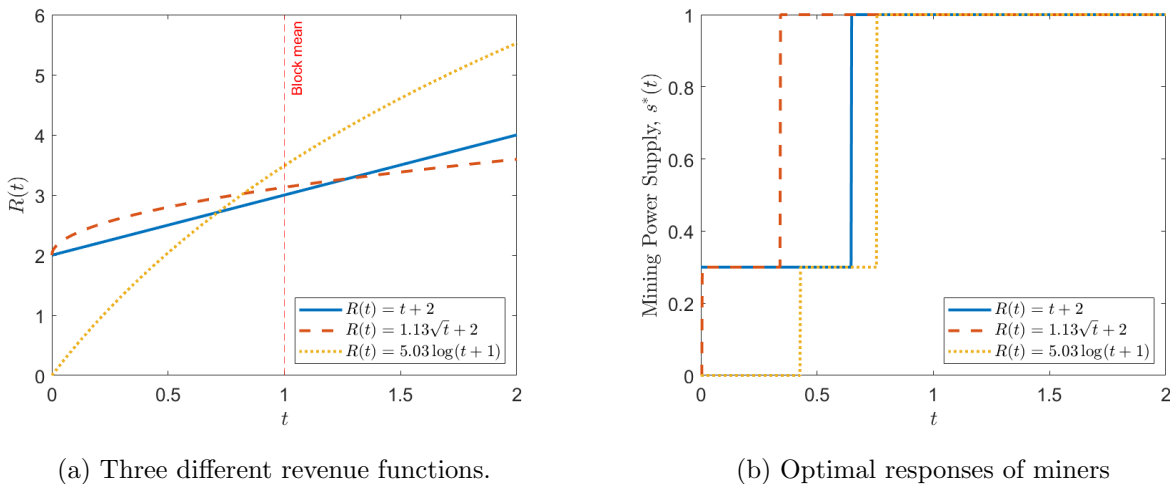 6
5
4
3
2
1
0
R(t)
Block mean
R(t) = t + 2
R(t) = 1.13√t + 2
R(t) = 5.03 log(t + 1)
0
0.5
1
1.5
2
t
(a) Three different revenue functions.
1
0.8
0.6
0.4
0.2
0
Mining Power Supply, s*(t)
R(t) = t + 2
R(t) = 1.13√t + 2
R(t) = 5.03 log(t + 1)
0
0.5
1
1.5
2
t
(b) Optimal responses of miners